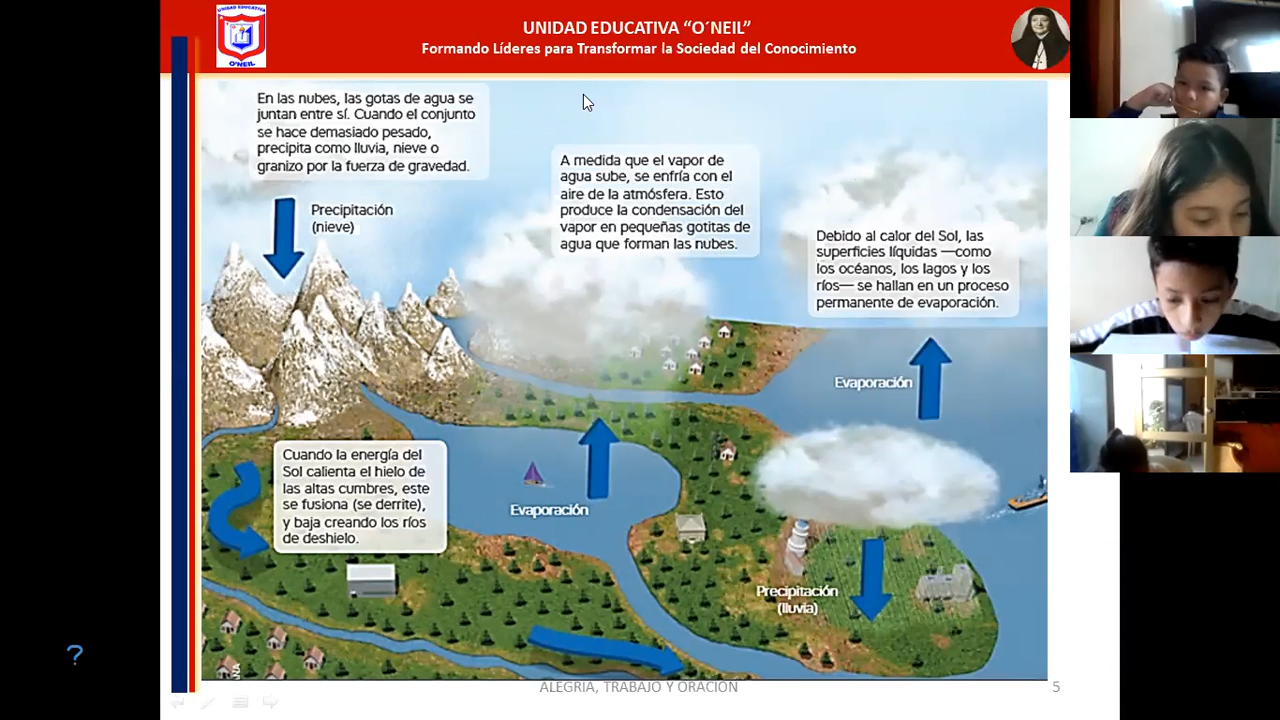 UNIDAD EDUCATIVA
O'NEIL
UNIDAD EDUCATIVA “O´NEIL”
Formando Líderes para Transformar la Sociedad del Conocimiento
En las nubes, las gotas de agua se
juntan entre sí. Cuando el conjunto
se hace demasiado pesado,
precipita como lluvia, nieve o
granizo por la fuerza de gravedad.
Precipitación
(nieve)
A medida que el vapor de
agua sube, se enfría con el
aire de la atmósfera. Esto
produce la condensación del
vapor en pequeñas gotitas de
agua que forman las nubes.
Debido al calor del Sol, las
superficies líquidas —como
los océanos, los lagos y los
ríos— se hallan en un proceso
permanente de evaporación.
Evaporación
Cuando la energía del
Sol calienta el hielo de
las altas cumbres, este
se fusiona (se derrite),
y baja creando los ríos
de deshielo.
Evaporación
Precipitación
(lluvia)
?
ALEGRIA, TRABAJO Y ORACION
5